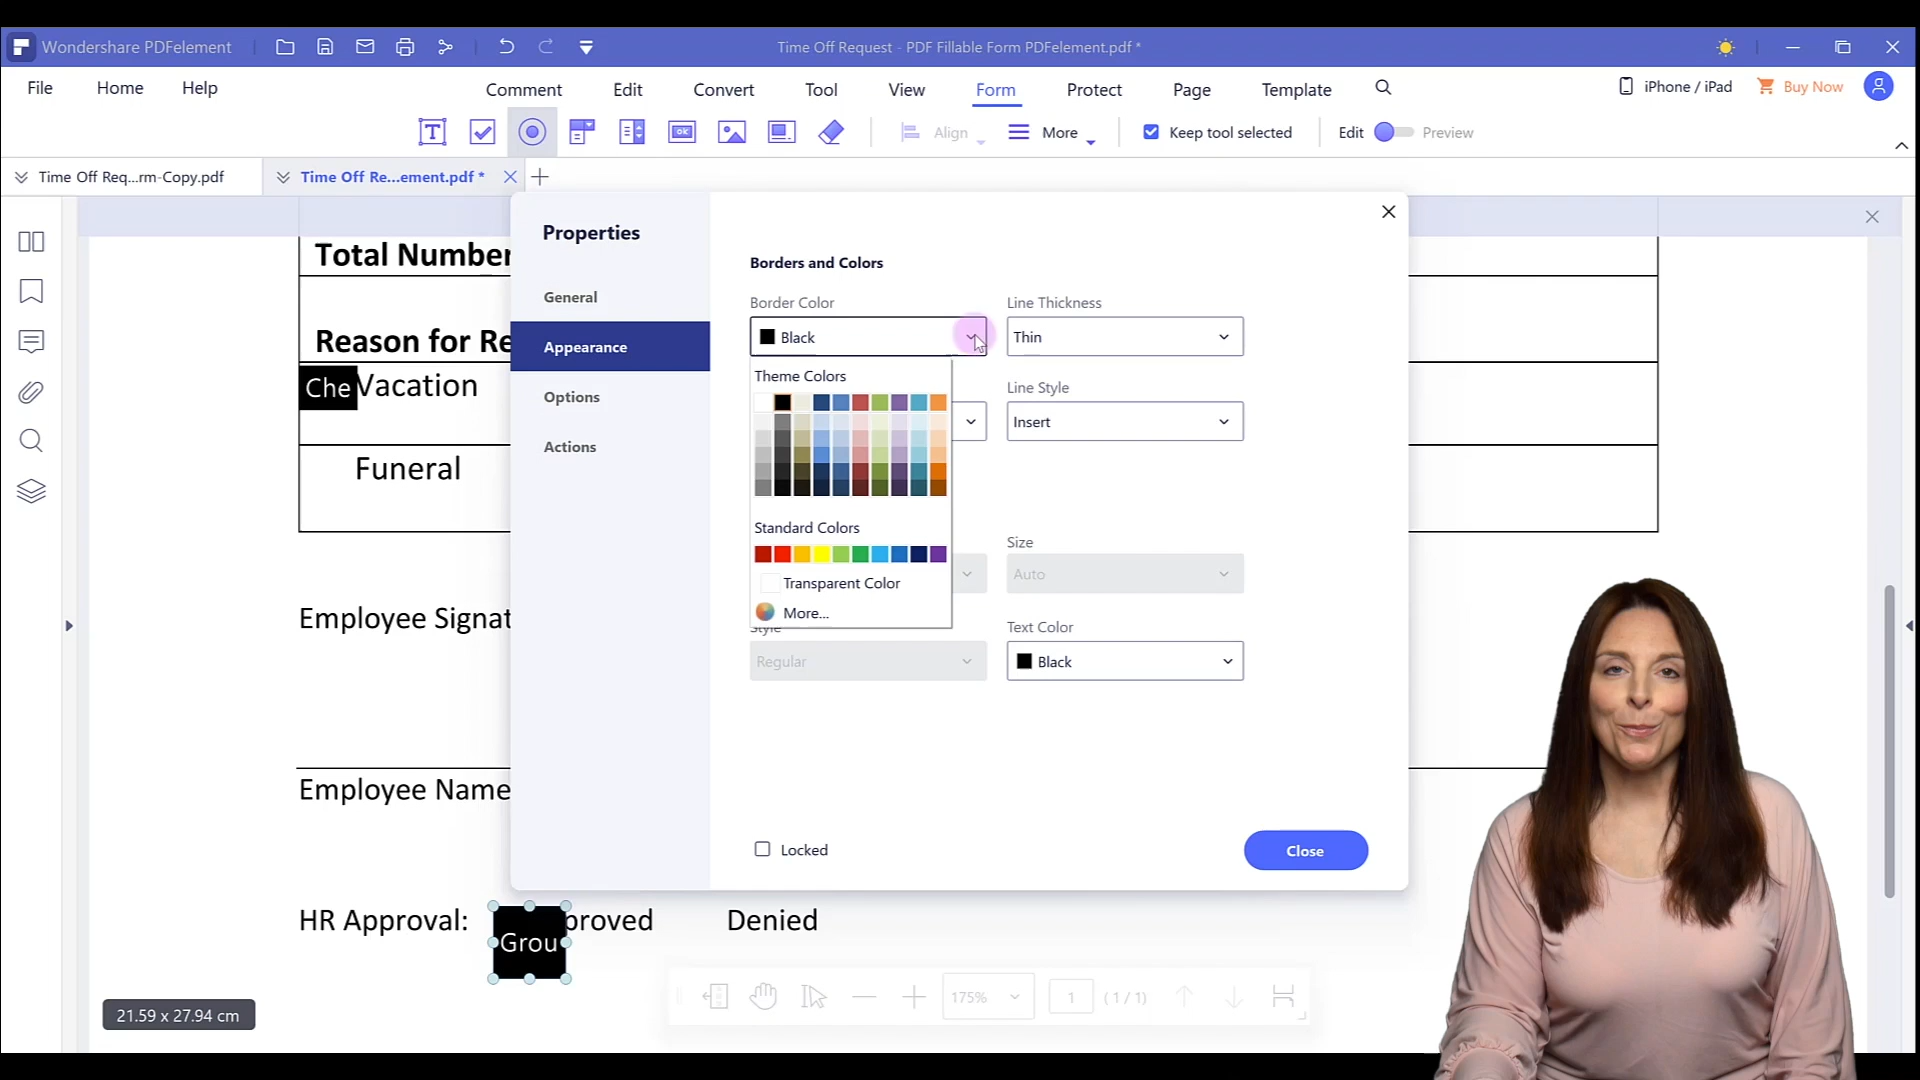 Wondershare PDFelement
Time Off Request - PDF Fillable Form PDFelement.pdf *
File
Home
Help
Comment
Edit
Convert
Tool
View
Form
Protect
Page
Template
iPhone / iPad
Buy Now
T
OK
Align
More
Keep tool selected
Edit
Preview
Time Off Req...rm-Copy.pdf
Time Off Re...ement.pdf *
Properties
General
Appearance
Options
Actions
Borders and Colors
Border Color
Line Thickness
Black
Thin
Theme Colors
Line Style
Insert
Standard Colors
Transparent Color
More...
Size
Auto
Style
Regular
Text Color
Black
Locked
Close
Total Number
Reason for Re
Che Vacation
Funeral
Employee Signat
Employee Name
HR Approval:
Grou
proved
Denied
21.59 x 27.94 cm
175%
1
(1/1)